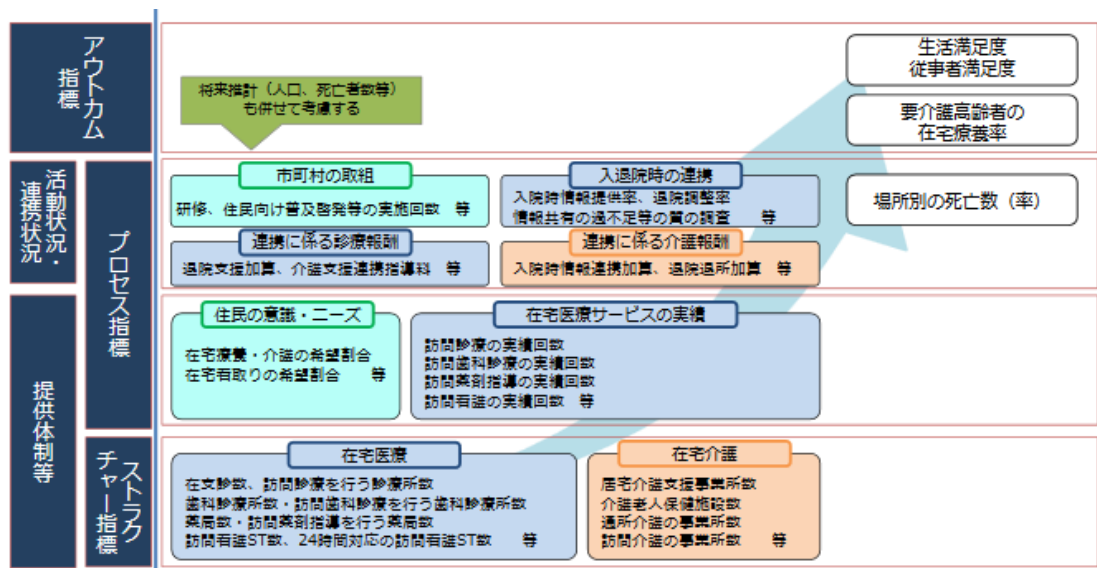 アウトカム
指標
将来推計（人口、死亡者数等）
も併せて考慮する
生活満足度
従事者満足度
要介護高齢者の
在宅療養率
活動状況・
連携状況
プロセス指標
市町村の取組
研修、住民向け普及啓発等の実施回数　等
入退院時の連携
入院時情報提供率、退院調整率
情報共有の過不足等の質の調査　　等
場所別の死亡数（率）
連携に係る診療報酬
退院支援加算、介護支援連携指導料　等
連携に係る介護報酬
入院時情報連携加算、退院退所加算　等
提供体制等
住民の意識・ニーズ
在宅療養・介護の希望割合
在宅看取りの希望割合　　等
在宅医療サービスの実績
訪問診療の実績回数
訪問歯科診療の実績回数
訪問薬剤指導の実績回数
訪問看護の実績回数　等
ストラク
チャー指標
在宅医療
在支診数、訪問診療を行う診療所数
歯科診療所数・訪問歯科診療を行う歯科診療所数
薬局数・訪問薬剤指導を行う薬局数
訪問看護ST数、24時間対応の訪問看護ST数　　等
在宅介護
居宅介護支援事業所数
介護老人保健施設数
通所介護の事業所数
訪問介護の事業所数　　等